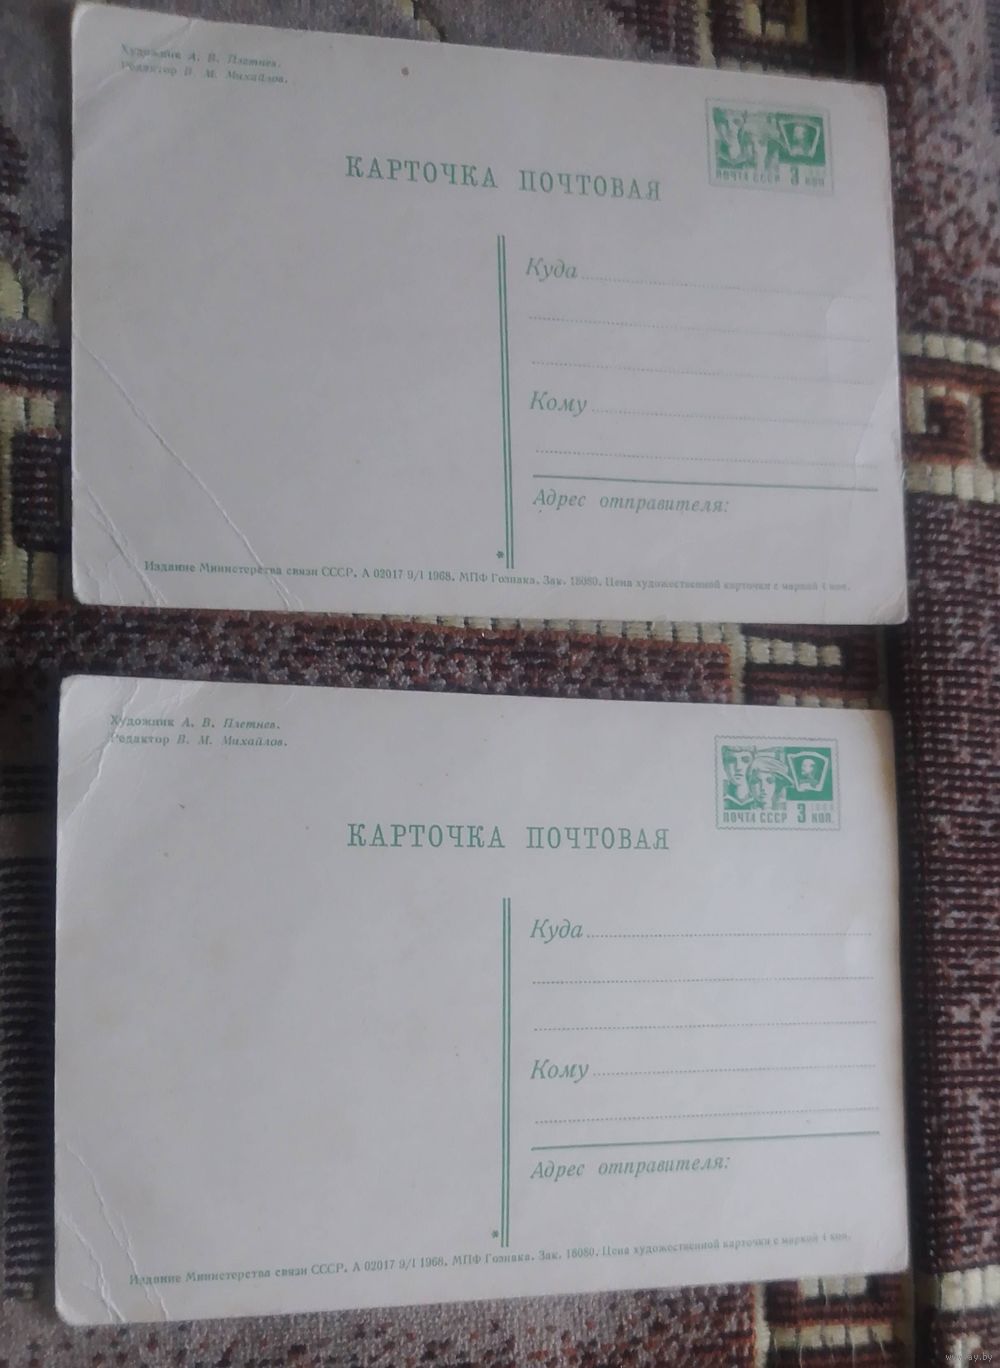 Художник А. В. Плетнев.
Редактор В. М. Михайлов.
КАРТОЧКА ПОЧТОВАЯ
ПОЧТА СССР 3 коп.
Куда
Кому
Адрес отправителя:
*
Издание Министерства связи СССР. А 02017 9/I 1968. МПФ Гознака. Зак. 18080. Цена художественной карточки с маркой 4 коп.
Художник А. В. Плетнев.
Редактор В. М. Михайлов.
КАРТОЧКА ПОЧТОВАЯ
ПОЧТА СССР 3 КОП.
Куда
Кому
Адрес отправителя:
*
Издание Министерства связи СССР. А 02017 9/I 1968. МПФ Гознака. Зак. 18080. Цена художественной карточки с маркой 4 коп.
www.ay.by